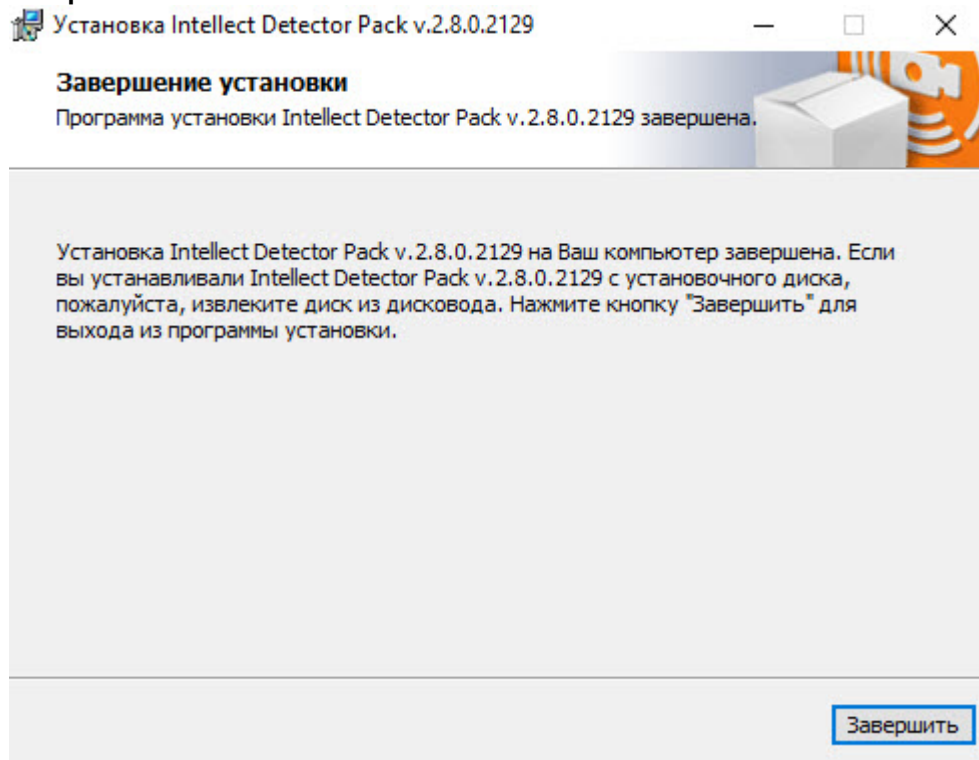 Установка Intellect Detector Pack v.2.8.0.2129
Завершение установки
Программа установки Intellect Detector Pack v.2.8.0.2129 завершена.
Установка Intellect Detector Pack v.2.8.0.2129 на Ваш компьютер завершена. Если
вы устанавливали Intellect Detector Pack v.2.8.0.2129 с установочного диска,
пожалуйста, извлеките диск из дисковода. Нажмите кнопку "Завершить" для
выхода из программы установки.
Завершить